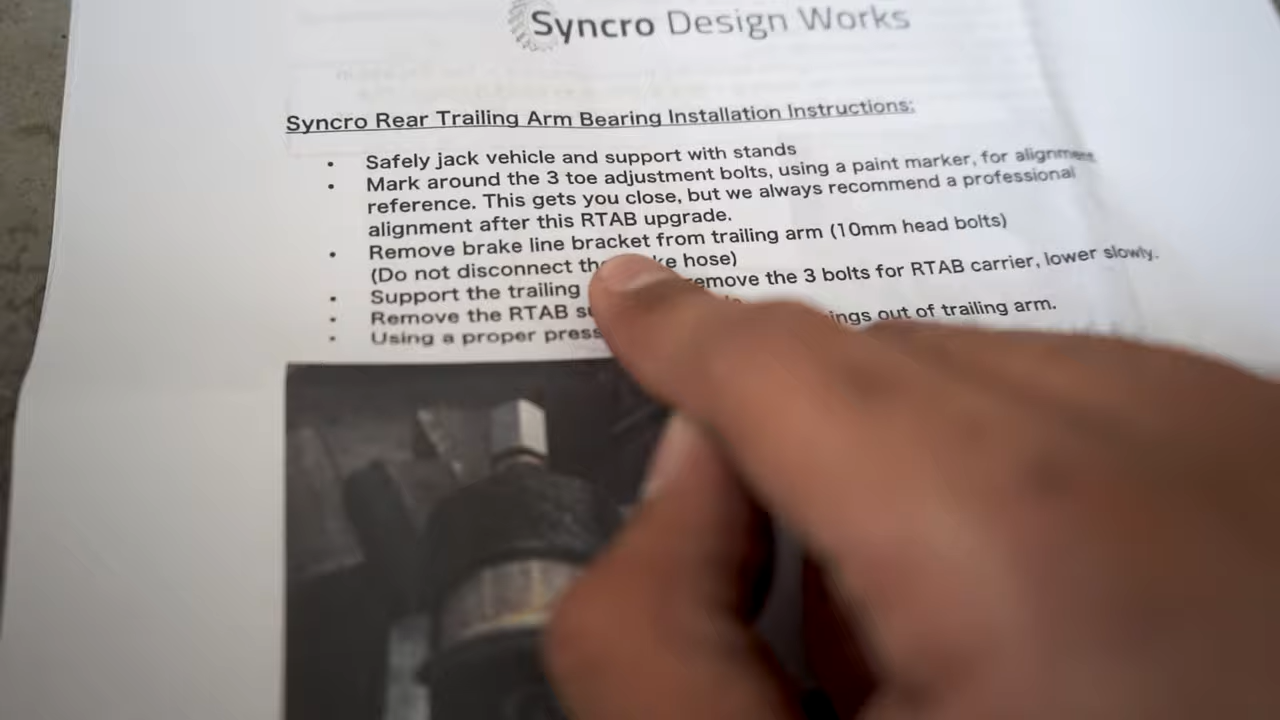 Syncro Design Works
Syncro Rear Trailing Arm Bearing Installation Instructions:
• Safely jack vehicle and support with stands
• Mark around the 3 toe adjustment bolts, using a paint marker, for alignment
reference. This gets you close, but we always recommend a professional
alignment after this RTAB upgrade.
• Remove brake line bracket from trailing arm (10mm head bolts)
(Do not disconnect the hose)
• Support the trailing remove the 3 bolts for RTAB carrier, lower slowly.
• Remove the RTAB
• Using a proper press out of trailing arm.